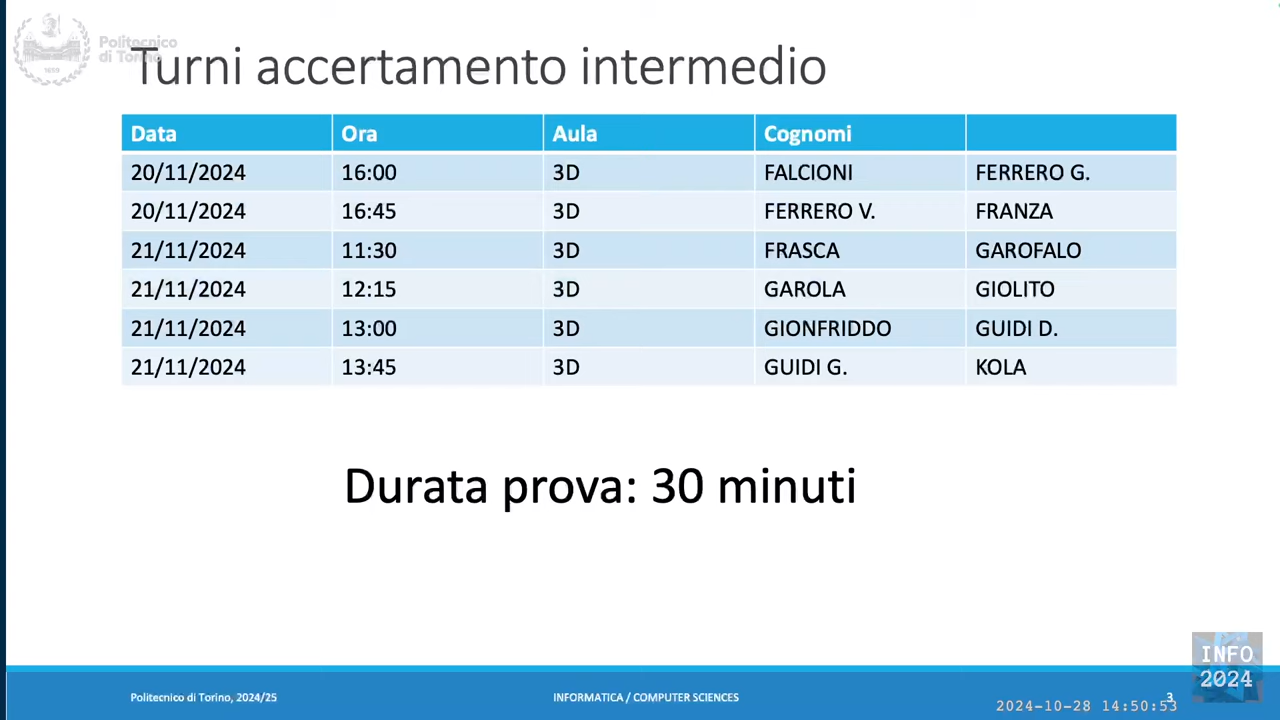 Politecnico
di Torino
Turni accertamento intermedio
Data Ora Aula Cognomi
20/11/2024 16:00 3D FALCIONI FERRERO G.
20/11/2024 16:45 3D FERRERO V. FRANZA
21/11/2024 11:30 3D FRASCA GAROFALO
21/11/2024 12:15 3D GAROLA GIOLITO
21/11/2024 13:00 3D GIONFRIDDO GUIDI D.
21/11/2024 13:45 3D GUIDI G. KOLA
Durata prova: 30 minuti
INFO
2024
Politecnico di Torino, 2024/25 INFORMATICA / COMPUTER SCIENCES 3
2024-10-28 14:50:53